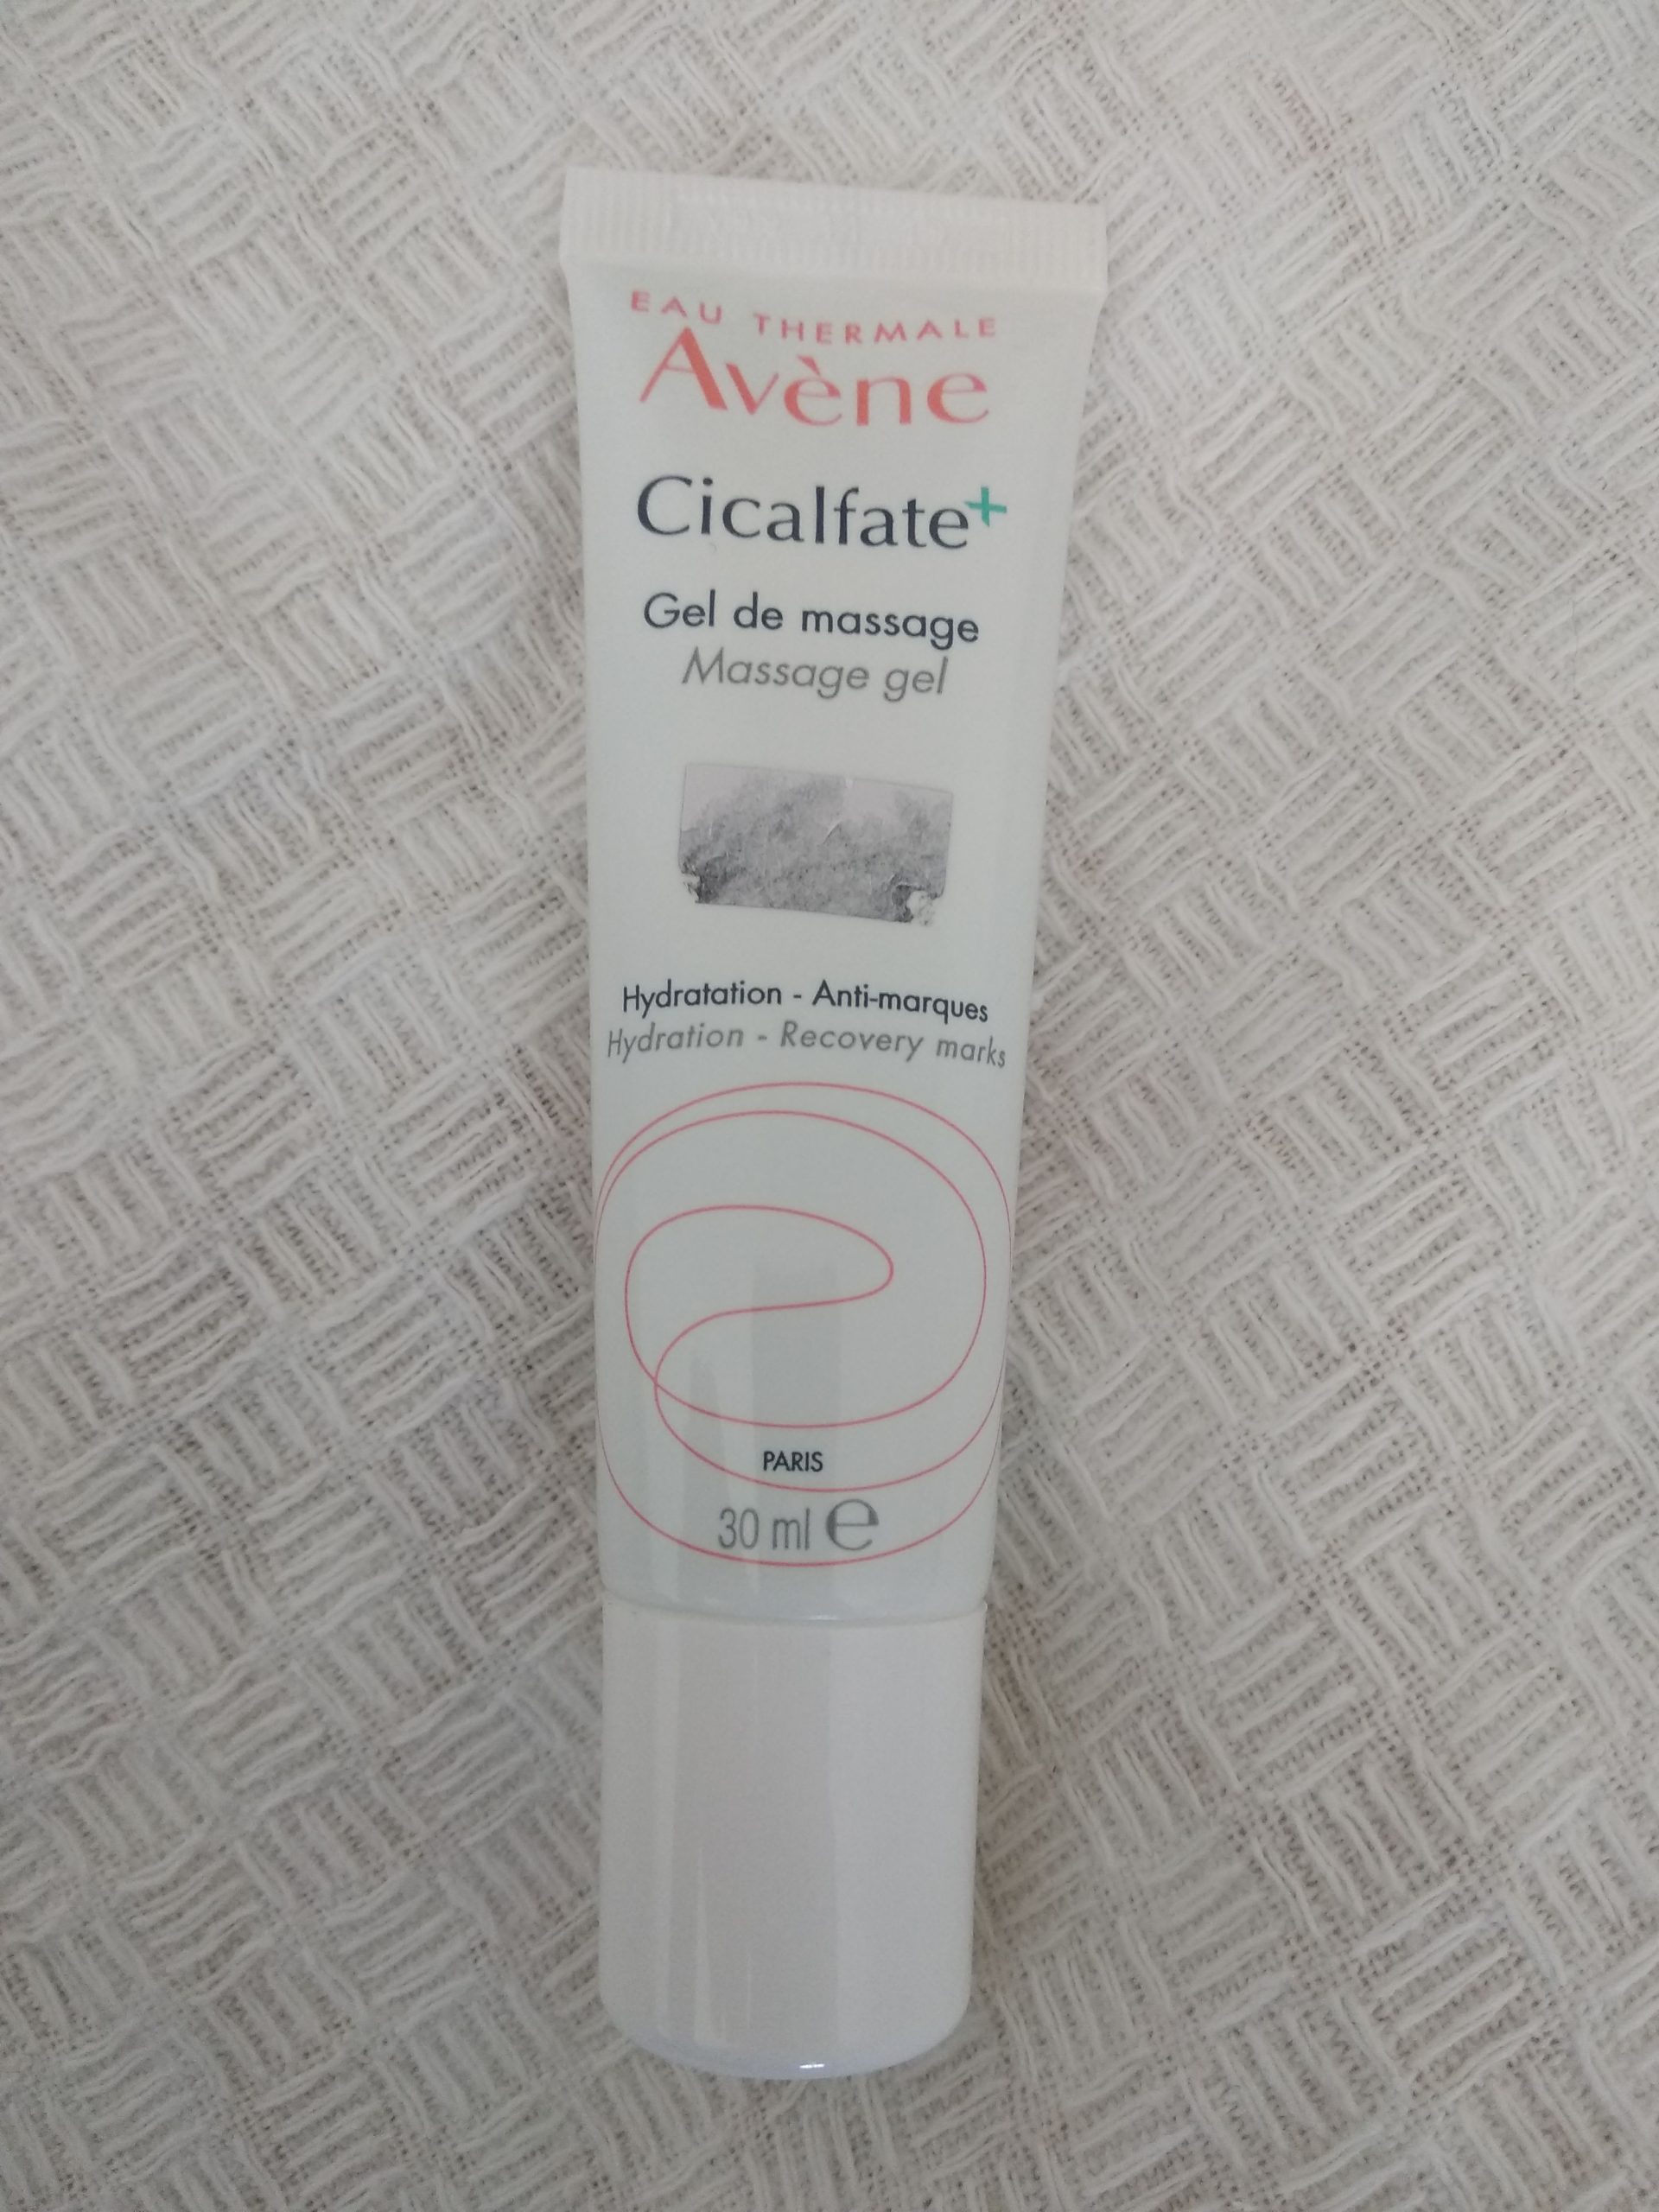 EAU THERMALE
Avène
Cicalfate+
Gel de massage
Massage gel
Hydratation - Anti-marques
Hydration - Recovery marks
PARIS
30 ml ℮